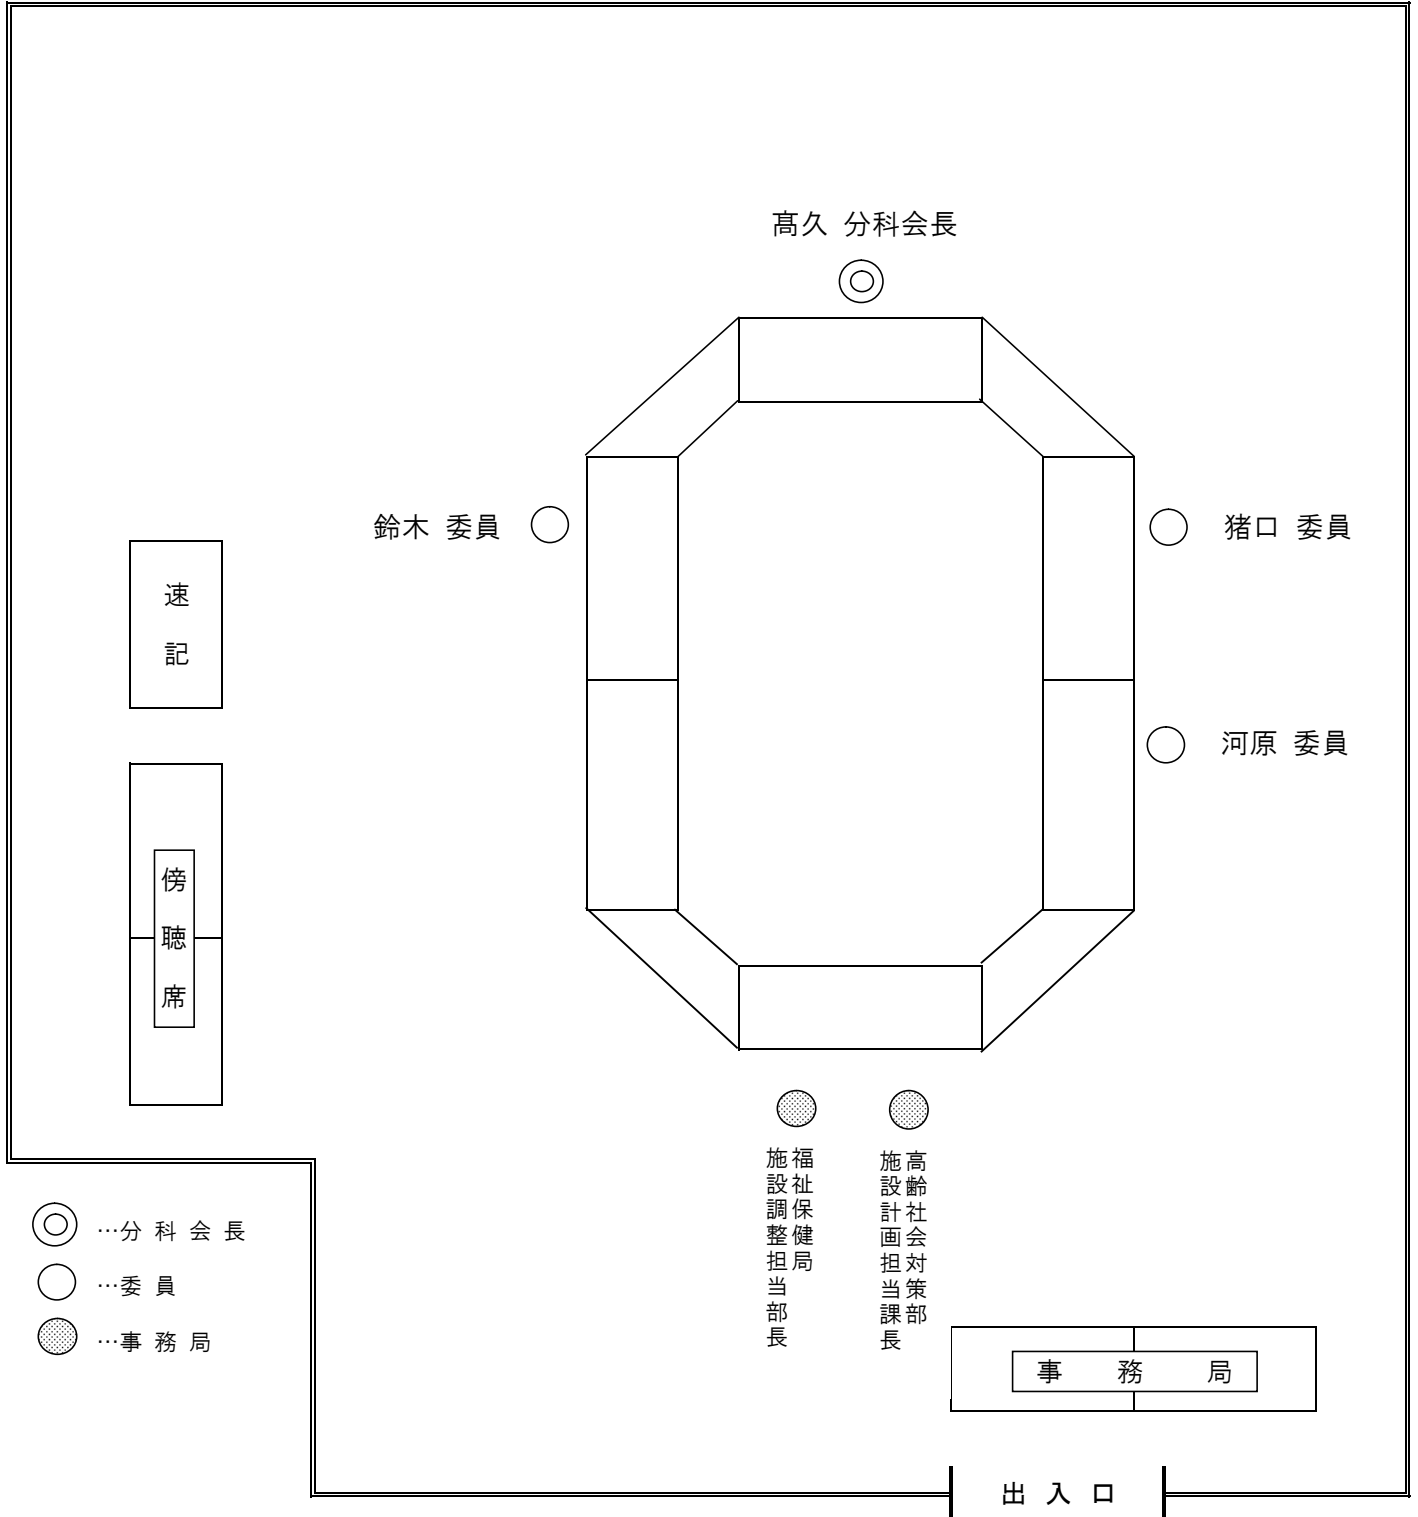 髙久 分科会長
鈴木 委員
猪口 委員
速記
河原 委員
傍聴席
福祉保健局
施設調整担当部長
高齢社会対策部
施設計画担当課長
…分 科 会 長
…委 員
…事 務 局
事 務 局
出 入 口